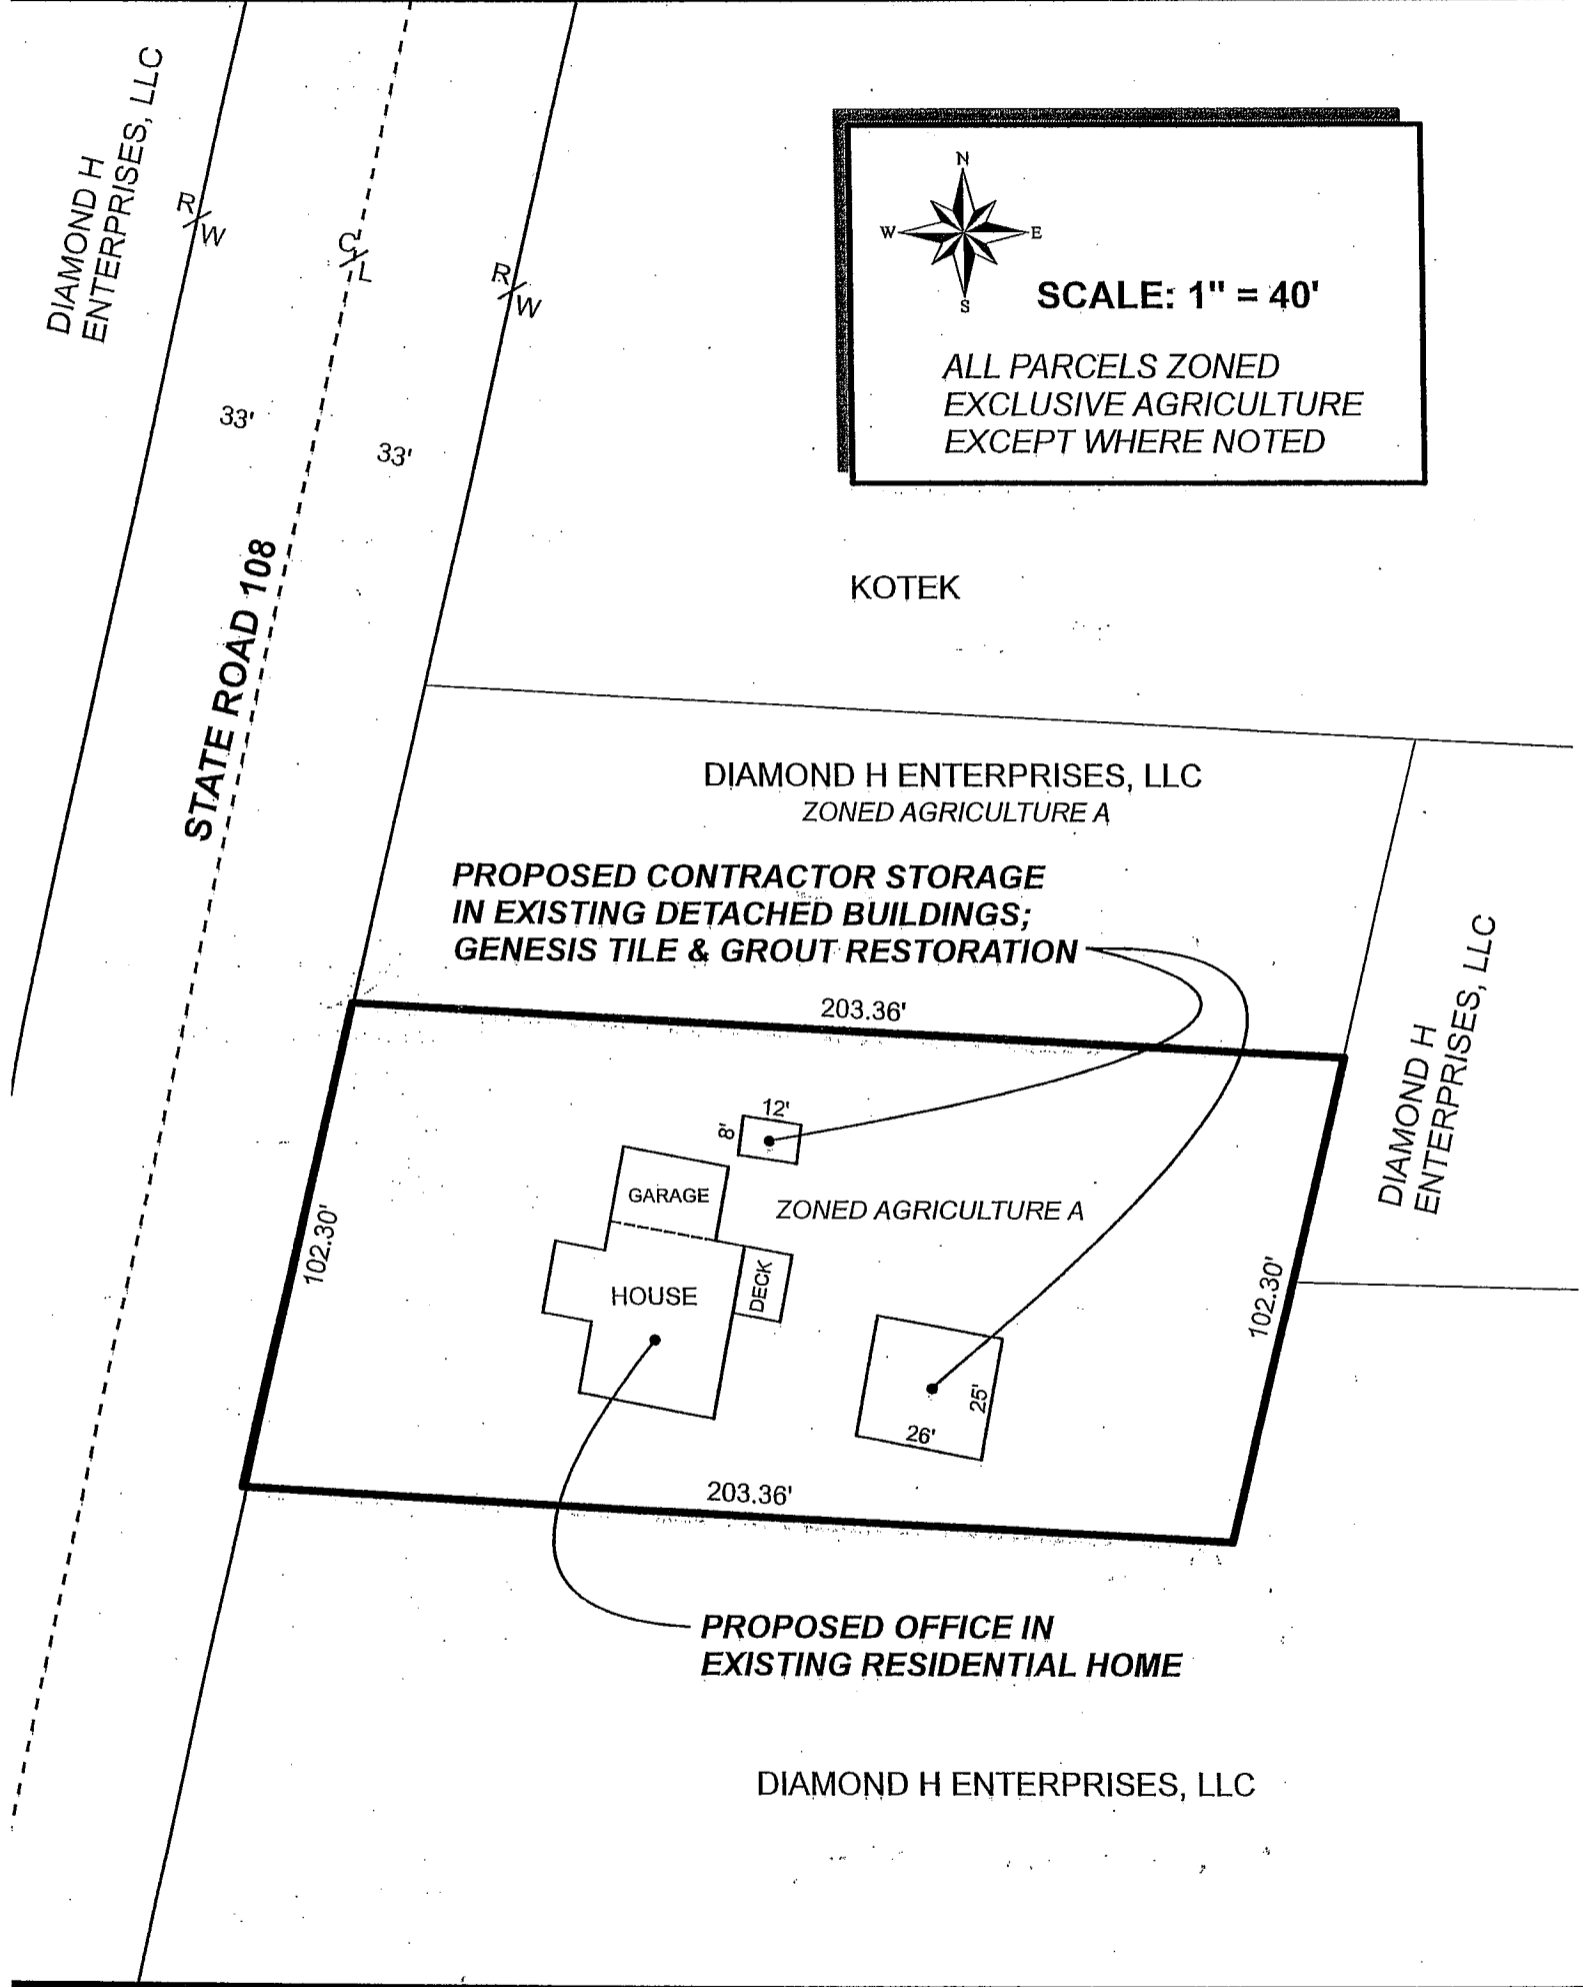 DIAMOND H
ENTERPRISES, LLC
R
W
C
L
R
W
N
W
E
S
SCALE: 1" = 40'
ALL PARCELS ZONED
EXCLUSIVE AGRICULTURE
EXCEPT WHERE NOTED
33'
33'
STATE ROAD 108
KOTEK
DIAMOND H ENTERPRISES, LLC
ZONED AGRICULTURE A
PROPOSED CONTRACTOR STORAGE
IN EXISTING DETACHED BUILDINGS;
GENESIS TILE & GROUT RESTORATION
DIAMOND H
ENTERPRISES, LLC
203.36'
12'
8'
GARAGE
ZONED AGRICULTURE A
102.30'
HOUSE
DECK
102.30'
25'
26'
203.36'
PROPOSED OFFICE IN
EXISTING RESIDENTIAL HOME
DIAMOND H ENTERPRISES, LLC